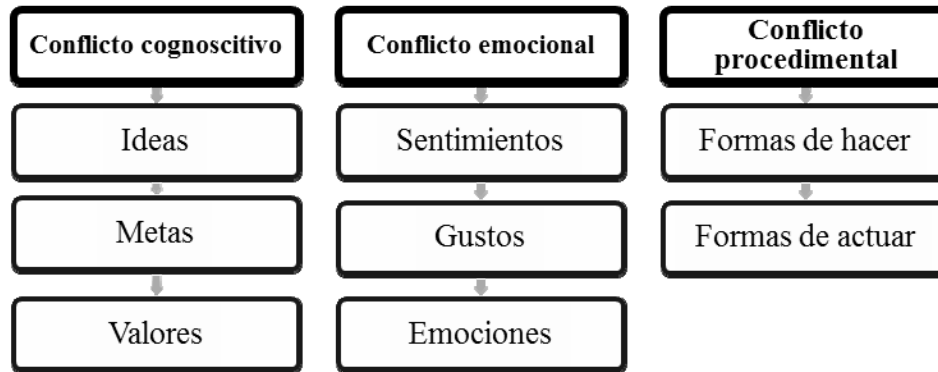 Conflicto cognoscitivo
Ideas
Metas
Valores
Conflicto emocional
Sentimientos
Gustos
Emociones
Conflicto
procedimental
Formas de hacer
Formas de actuar